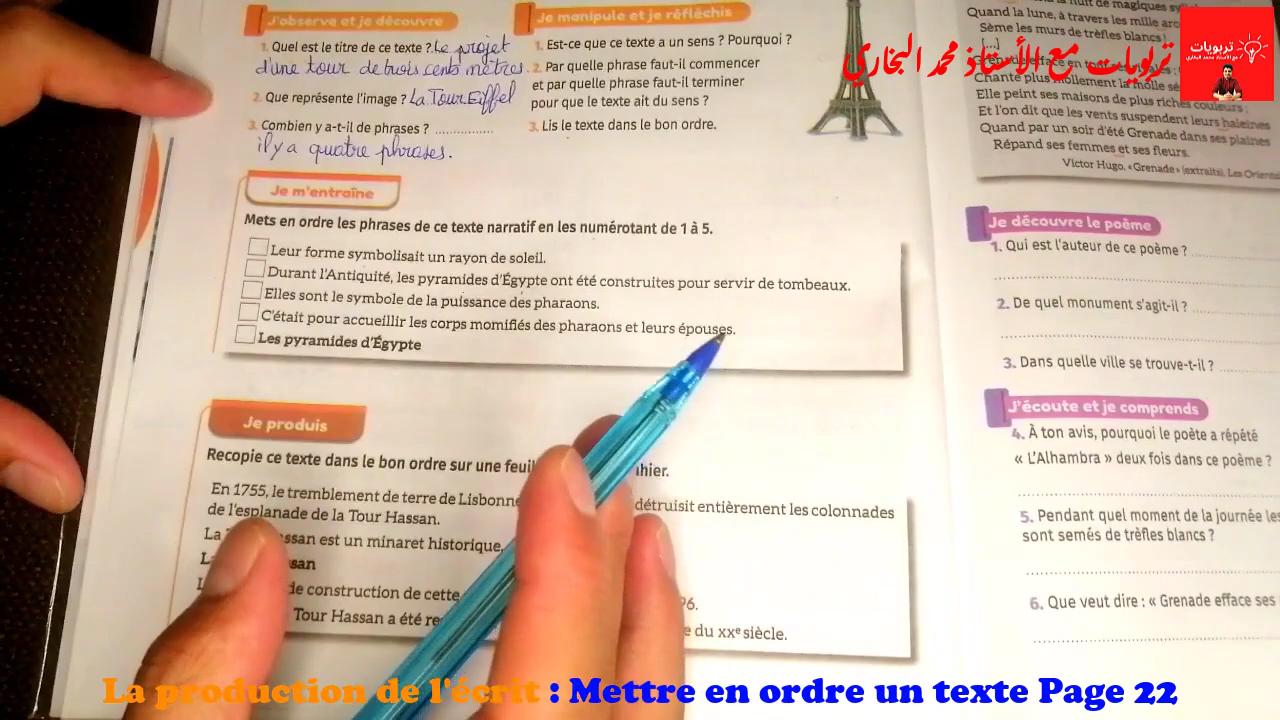 J'observe et je découvre
1. Quel est le titre de ce texte ? Le projet
d'une tour de trois cents mètres.
2. Que représente l'image ? La Tour Eiffel
3. Combien y a-t-il de phrases ? ................
il y a quatre phrases.
Je manipule et je réfléchis
1. Est-ce que ce texte a un sens ? Pourquoi ?
2. Par quelle phrase faut-il commencer
et par quelle phrase faut-il terminer
pour que le texte ait du sens ?
3. Lis le texte dans le bon ordre.
Je m'entraîne
Mets en ordre les phrases de ce texte narratif en les numérotant de 1 à 5.
Leur forme symbolisait un rayon de soleil.
Durant l'Antiquité, les pyramides d'Égypte ont été construites pour servir de tombeaux.
Elles sont le symbole de la puissance des pharaons.
C'était pour accueillir les corps momifiés des pharaons et leurs épouses.
Les pyramides d'Égypte
Je produis
Recopie ce texte dans le bon ordre sur une
En 1755, le tremblement de terre de Lisbonne détruisit entièrement les colonnades
de l'esplanade de la Tour Hassan.
La ssan est un minaret historique,
ssan
de construction de cette 96.
Tour Hassan a été du XXe siècle.
de magiques
Quand la lune, à travers les mille
Sème les murs de trèfles blancs !
[...]
Grenade efface en
Chante plus mollement la molle
Elle peint ses maisons de plus riches couleurs ;
Et l'on dit que les vents suspendent leurs haleines
Quand par un soir d'été Grenade dans ses plaines
Répand ses femmes et ses fleurs.
Victor Hugo, « Grenade » (extraits), Les
Je découvre le poème
1. Qui est l'auteur de ce poème ?
2. De quel monument s'agit-il ?
3. Dans quelle ville se trouve-t-il ?
J'écoute et je comprends
4. À ton avis, pourquoi le poète a répété
« L'Alhambra » deux fois dans ce poème ?
5. Pendant quel moment de la journée les
sont semés de trèfles blancs ?
6. Que veut dire : « Grenade efface ses
تربويات مع الأستاذ محمد البخاري
تربويات
مع الأستاذ محمد البخاري
La production de l'écrit : Mettre en ordre un texte Page 22